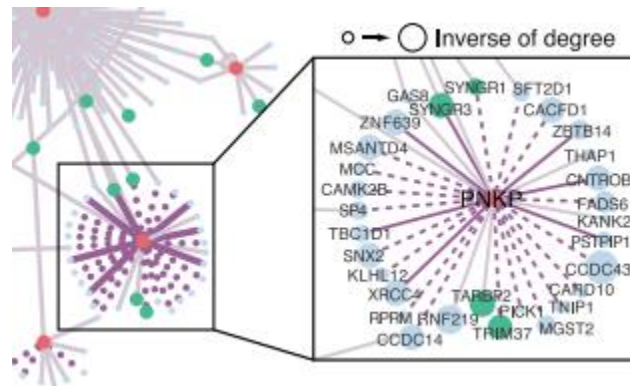 Inverse of degree
SYNGR1
SFT2D1
GAS8
SYNGR3
CACFD1
ZNF639
ZBTB14
MSANTD4
THAP1
MCC
CNTROB
CAMK2B
PNKP
FADS6
SP4
KANK2
TBC1D1
PSTPIP1
SNX2
CCDC43
KLHL12
CARD10
XRCC4
TARBP2
TNIP1
RPRM
RNF219
PICK1
MGST2
CCDC14
TRIM37